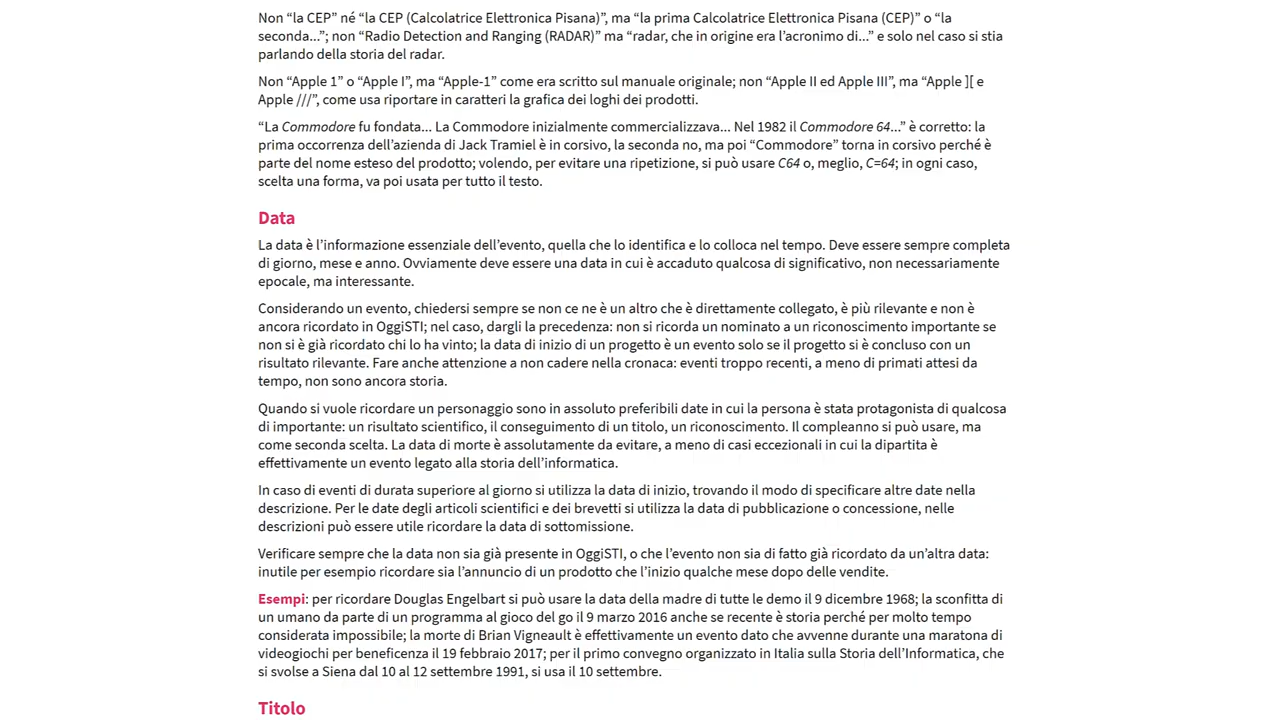 Non “la CEP” né “la CEP (Calcolatrice Elettronica Pisana)”, ma “la prima Calcolatrice Elettronica Pisana (CEP)” o “la
seconda...”; non “Radio Detection and Ranging (RADAR)” ma “radar, che in origine era l’acronimo di...” e solo nel caso si stia
parlando della storia del radar.
Non “Apple 1” o “Apple I”, ma “Apple-1” come era scritto sul manuale originale; non “Apple II ed Apple III”, ma “Apple ][ e
Apple ///”, come usa riportare in caratteri la grafica dei loghi dei prodotti.
“La Commodore fu fondata... La Commodore inizialmente commercializzava... Nel 1982 il Commodore 64...” è corretto: la
prima occorrenza dell’azienda di Jack Tramiel è in corsivo, la seconda no, ma poi “Commodore” torna in corsivo perché è
parte del nome esteso del prodotto; volendo, per evitare una ripetizione, si può usare C64 o, meglio, C=64; in ogni caso,
scelta una forma, va poi usata per tutto il testo.
Data
La data è l’informazione essenziale dell’evento, quella che lo identifica e lo colloca nel tempo. Deve essere sempre completa
di giorno, mese e anno. Ovviamente deve essere una data in cui è accaduto qualcosa di significativo, non necessariamente
epocale, ma interessante.
Considerando un evento, chiedersi sempre se non ce ne è un altro che è direttamente collegato, è più rilevante e non è
ancora ricordato in OggiSTI; nel caso, dargli la precedenza: non si ricorda un nominato a un riconoscimento importante se
non si è già ricordato chi lo ha vinto; la data di inizio di un progetto è un evento solo se il progetto si è concluso con un
risultato rilevante. Fare anche attenzione a non cadere nella cronaca: eventi troppo recenti, a meno di primati attesi da
tempo, non sono ancora storia.
Quando si vuole ricordare un personaggio sono in assoluto preferibili date in cui la persona è stata protagonista di qualcosa
di importante: un risultato scientifico, il conseguimento di un titolo, un riconoscimento. Il compleanno si può usare, ma
come seconda scelta. La data di morte è assolutamente da evitare, a meno di casi eccezionali in cui la dipartita è
effettivamente un evento legato alla storia dell’informatica.
In caso di eventi di durata superiore al giorno si utilizza la data di inizio, trovando il modo di specificare altre date nella
descrizione. Per le date degli articoli scientifici e dei brevetti si utilizza la data di pubblicazione o concessione, nelle
descrizioni può essere utile ricordare la data di sottomissione.
Verificare sempre che la data non sia già presente in OggiSTI, o che l’evento non sia di fatto già ricordato da un’altra data:
inutile per esempio ricordare sia l’annuncio di un prodotto che l’inizio qualche mese dopo delle vendite.
Esempi: per ricordare Douglas Engelbart si può usare la data della madre di tutte le demo il 9 dicembre 1968; la sconfitta di
un umano da parte di un programma al gioco del go il 9 marzo 2016 anche se recente è storia perché per molto tempo
considerata impossibile; la morte di Brian Vigneault è effettivamente un evento dato che avvenne durante una maratona di
videogiochi per beneficenza il 19 febbraio 2017; per il primo convegno organizzato in Italia sulla Storia dell’Informatica, che
si svolse a Siena dal 10 al 12 settembre 1991, si usa il 10 settembre.
Titolo